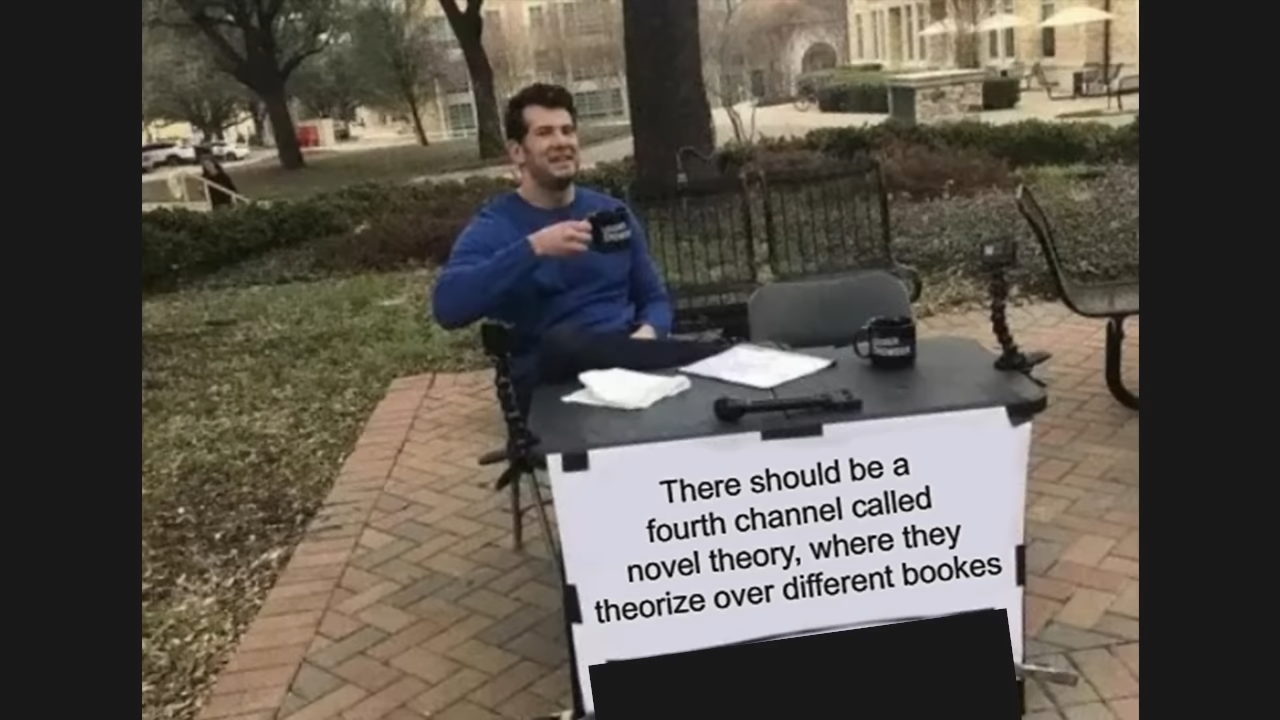 There should be a
fourth channel called
novel theory, where they
theorize over different bookes